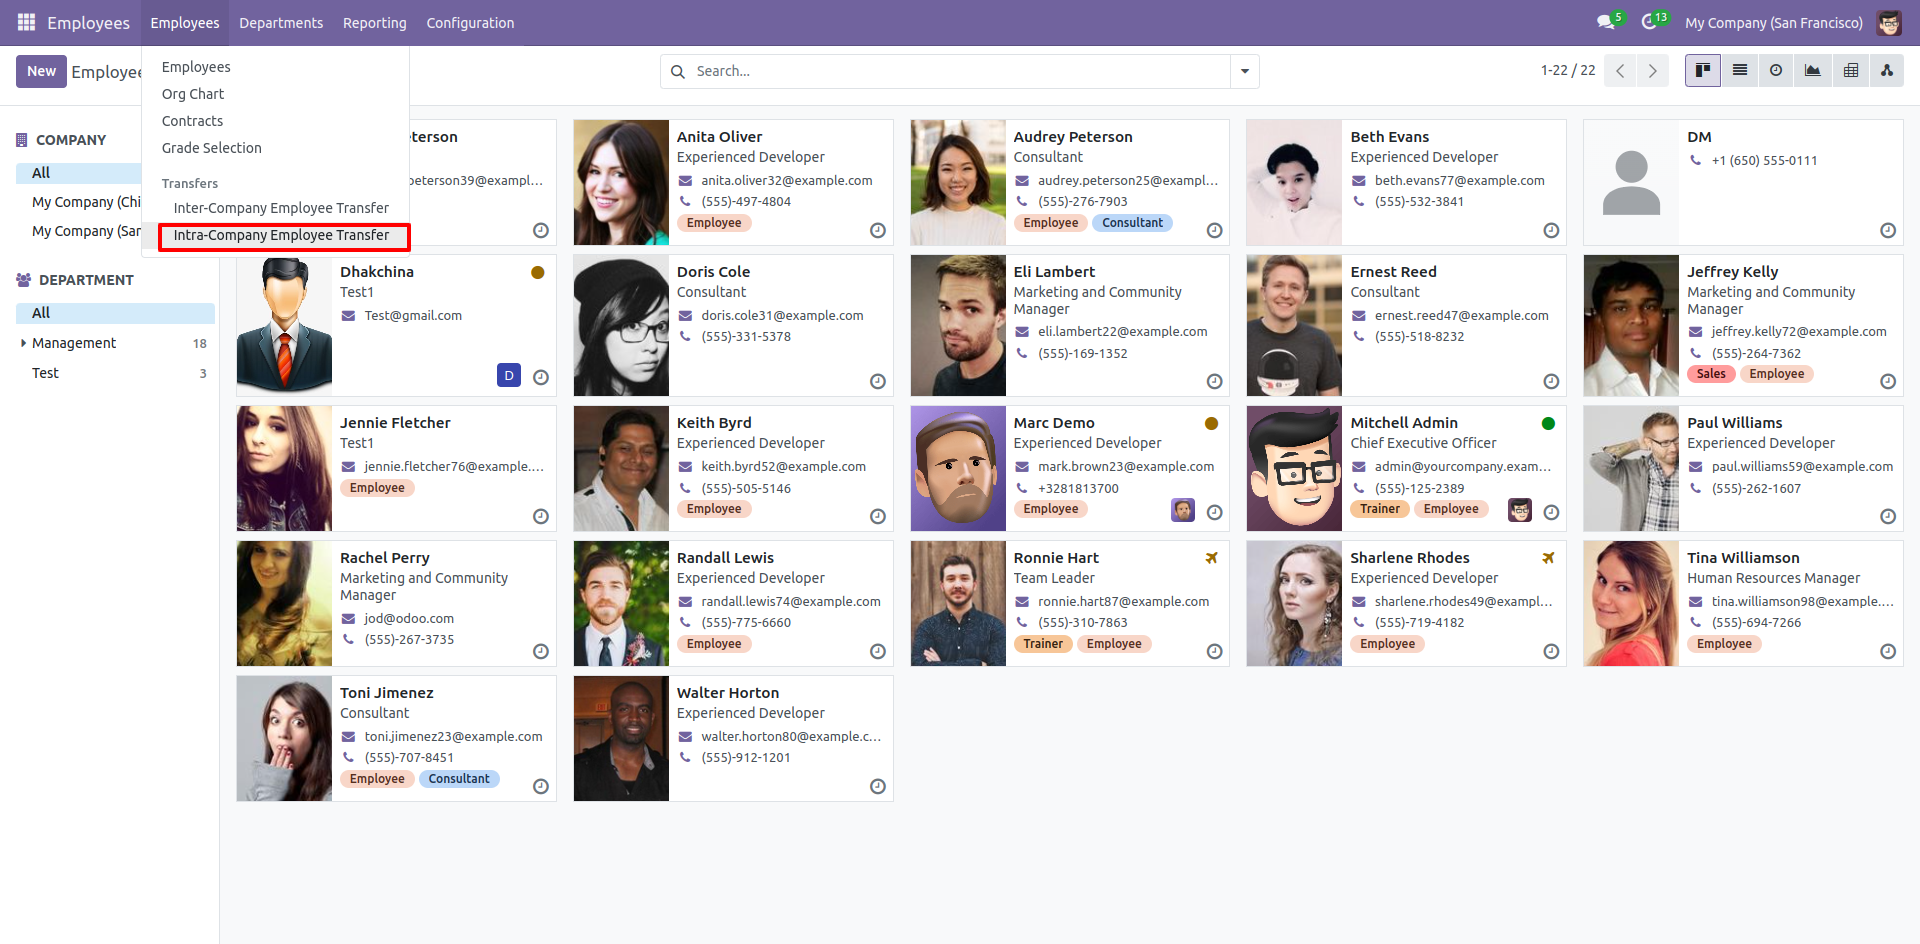 Employees Employees Departments Reporting Configuration 5 13 My Company (San Francisco)
New Employee Search... 1-22 / 22
Employees
Org Chart
Contracts
Grade Selection
Transfers
Inter-Company Employee Transfer
Intra-Company Employee Transfer
COMPANY
All
My Company (Chi
My Company (San
DEPARTMENT
All
Management 18
Test 3
eterson
peterson39@exampl...
Anita Oliver
Experienced Developer
anita.oliver32@example.com
(555)-497-4804
Employee
Audrey Peterson
Consultant
audrey.peterson25@exampl...
(555)-276-7903
Employee Consultant
Beth Evans
Experienced Developer
beth.evans77@example.com
(555)-532-3841
DM
+1 (650) 555-0111
Dhakchina
Test1
Test@gmail.com
D
Doris Cole
Consultant
doris.cole31@example.com
(555)-331-5378
Eli Lambert
Marketing and Community
Manager
eli.lambert22@example.com
(555)-169-1352
Ernest Reed
Consultant
ernest.reed47@example.com
(555)-518-8232
Jeffrey Kelly
Marketing and Community
Manager
jeffrey.kelly72@example.com
(555)-264-7362
Sales Employee
Jennie Fletcher
Test1
jennie.fletcher76@example....
Employee
Keith Byrd
Experienced Developer
keith.byrd52@example.com
(555)-505-5146
Employee
Marc Demo
Experienced Developer
mark.brown23@example.com
+3281813700
Employee
Mitchell Admin
Chief Executive Officer
admin@yourcompany.exam...
(555)-125-2389
Trainer Employee
Paul Williams
Experienced Developer
paul.williams59@example.com
(555)-262-1607
Rachel Perry
Marketing and Community
Manager
jod@odoo.com
(555)-267-3735
Randall Lewis
Experienced Developer
randall.lewis74@example.com
(555)-775-6660
Employee
Ronnie Hart
Team Leader
ronnie.hart87@example.com
(555)-310-7863
Trainer Employee
Sharlene Rhodes
Experienced Developer
sharlene.rhodes49@exampl...
(555)-719-4182
Employee
Tina Williamson
Human Resources Manager
tina.williamson98@example....
(555)-694-7266
Employee
Toni Jimenez
Consultant
toni.jimenez23@example.com
(555)-707-8451
Employee Consultant
Walter Horton
Experienced Developer
walter.horton80@example.c...
(555)-912-1201